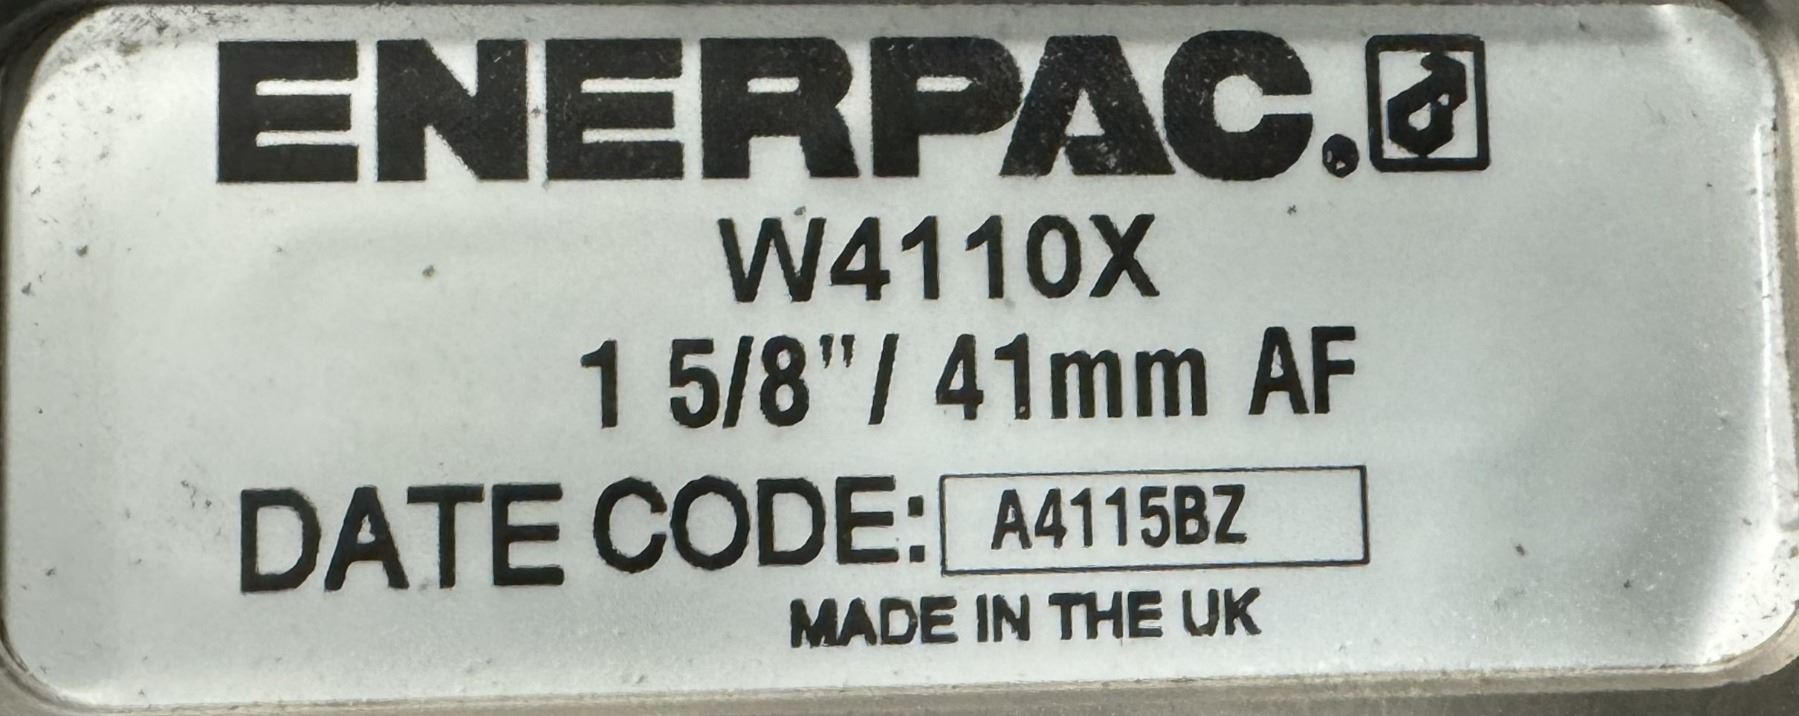 ENERPAC.
W4110X
1 5/8"/ 41mm AF
DATE CODE: A4115BZ
MADE IN THE UK